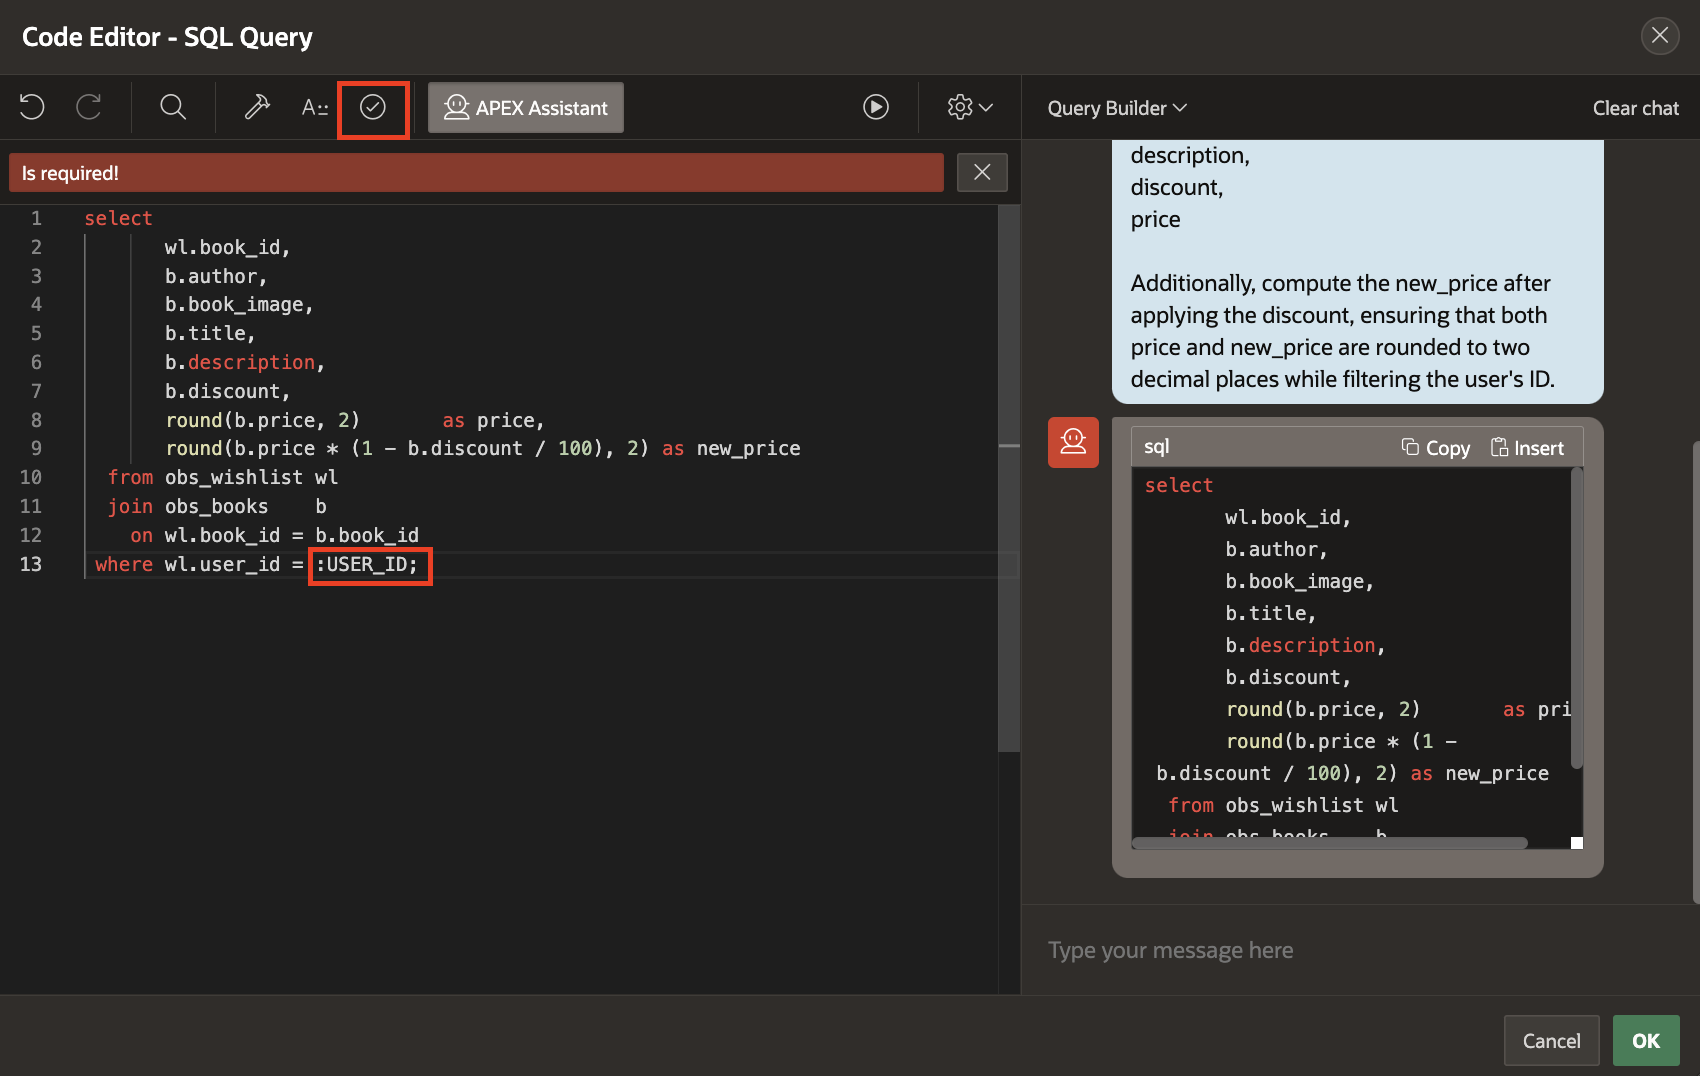 Code Editor - SQL Query
A::
APEX Assistant
Query Builder
Clear chat
Is required!
1 select
2 wl.book_id,
3 b.author,
4 b.book_image,
5 b.title,
6 b.description,
7 b.discount,
8 round(b.price, 2) as price,
9 round(b.price * (1 - b.discount / 100), 2) as new_price
10 from obs_wishlist wl
11 join obs_books b
12 on wl.book_id = b.book_id
13 where wl.user_id = :USER_ID;
description,
discount,
price
Additionally, compute the new_price after
applying the discount, ensuring that both
price and new_price are rounded to two
decimal places while filtering the user's ID.
sql
Copy
Insert
select
wl.book_id,
b.author,
b.book_image,
b.title,
b.description,
b.discount,
round(b.price, 2) as pri
round(b.price * (1 -
b.discount / 100), 2) as new_price
from obs_wishlist wl
join obs_books b
Type your message here
Cancel
OK